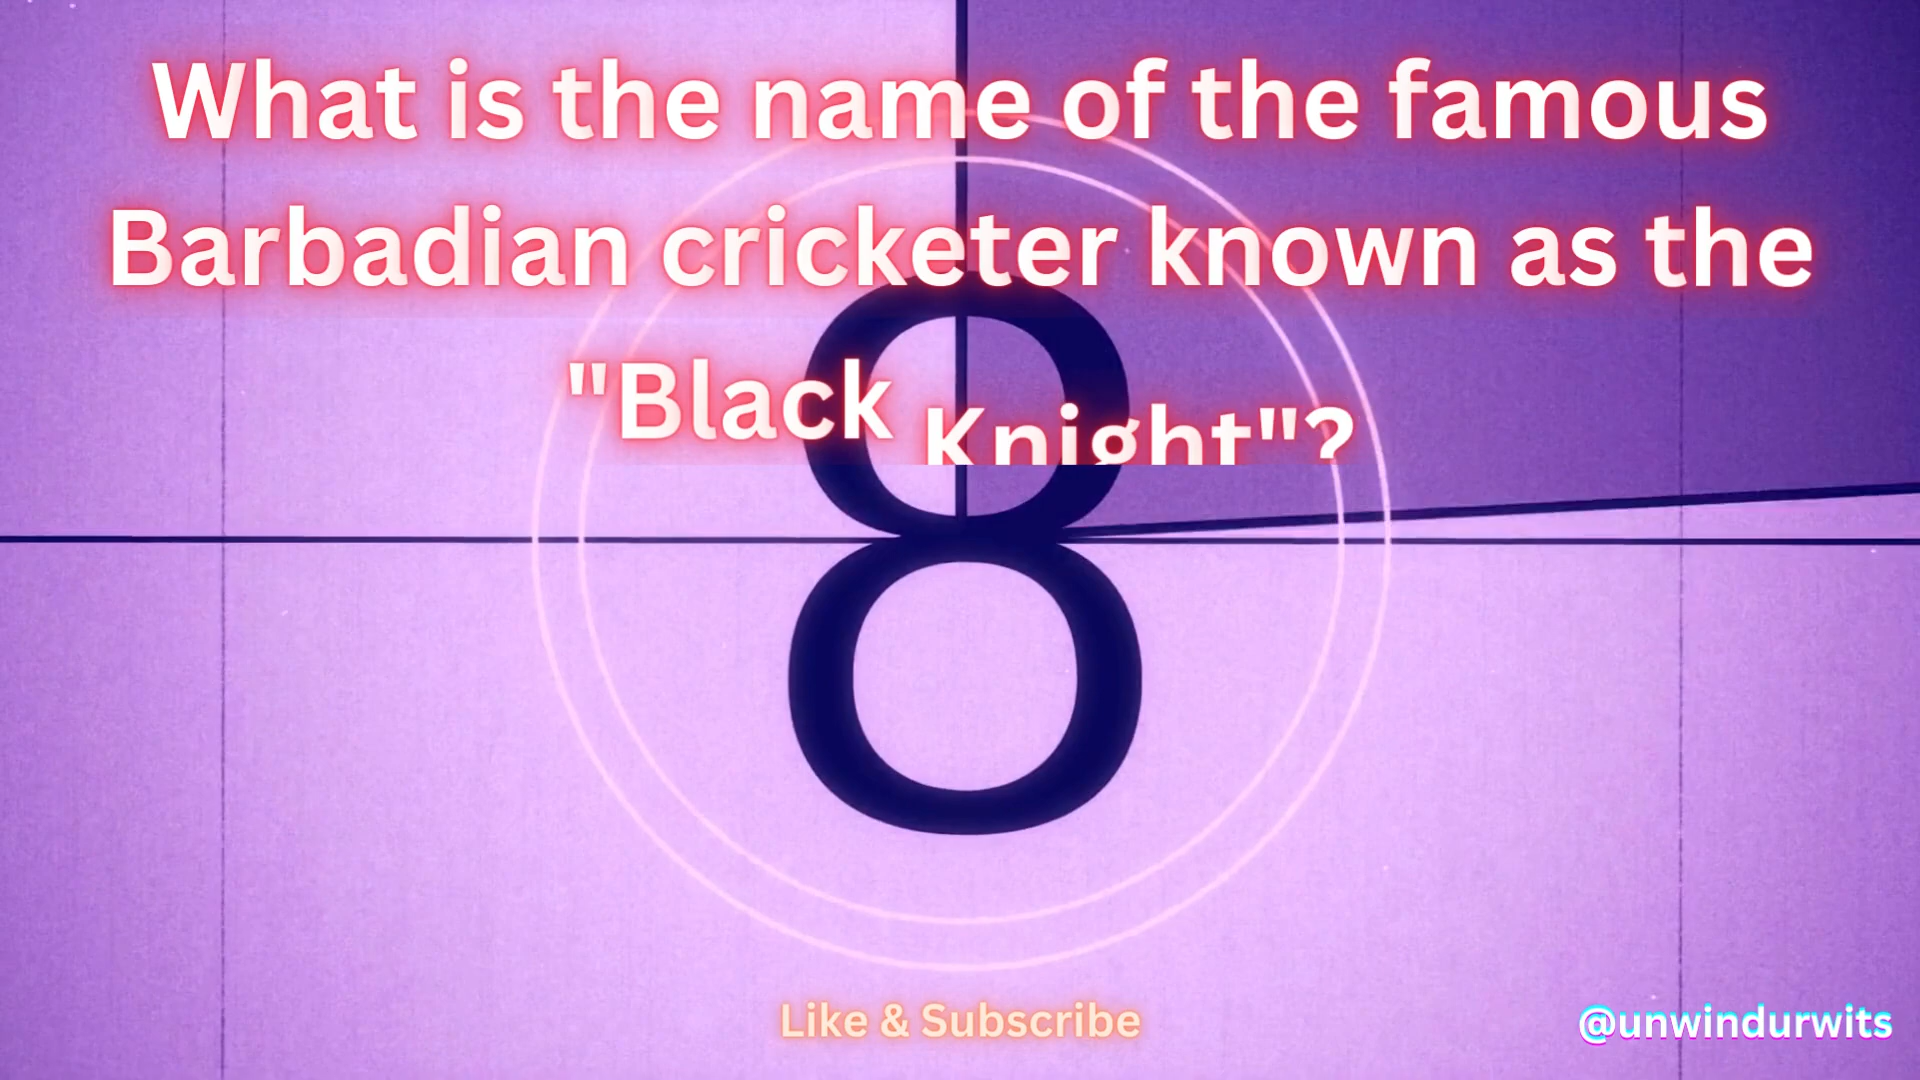 What is the name of the famous
Barbadian cricketer known as the
"Black Knight"?
8
Like & Subscribe
@unwindurwits